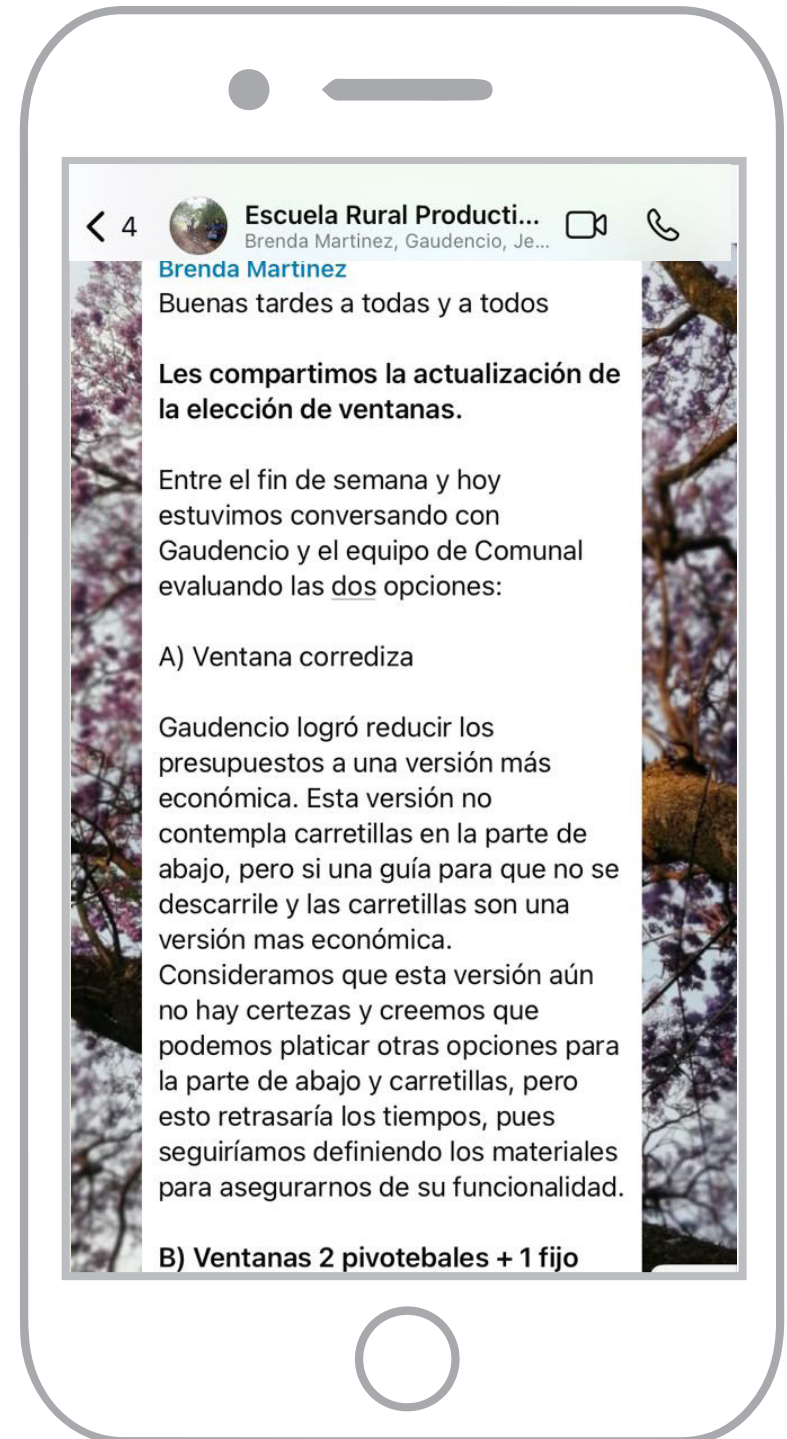 4
Escuela Rural Producti...
Brenda Martinez, Gaudencio, Je...
Brenda Martinez
Buenas tardes a todas y a todos
Les compartimos la actualización de
la elección de ventanas.
Entre el fin de semana y hoy
estuvimos conversando con
Gaudencio y el equipo de Comunal
evaluando las dos opciones:
A) Ventana corrediza
Gaudencio logró reducir los
presupuestos a una versión más
económica. Esta versión no
contempla carretillas en la parte de
abajo, pero si una guía para que no se
descarrile y las carretillas son una
versión mas económica.
Consideramos que esta versión aún
no hay certezas y creemos que
podemos platicar otras opciones para
la parte de abajo y carretillas, pero
esto retrasaría los tiempos, pues
seguiríamos definiendo los materiales
para asegurarnos de su funcionalidad.
B) Ventanas 2 pivotebales + 1 fijo